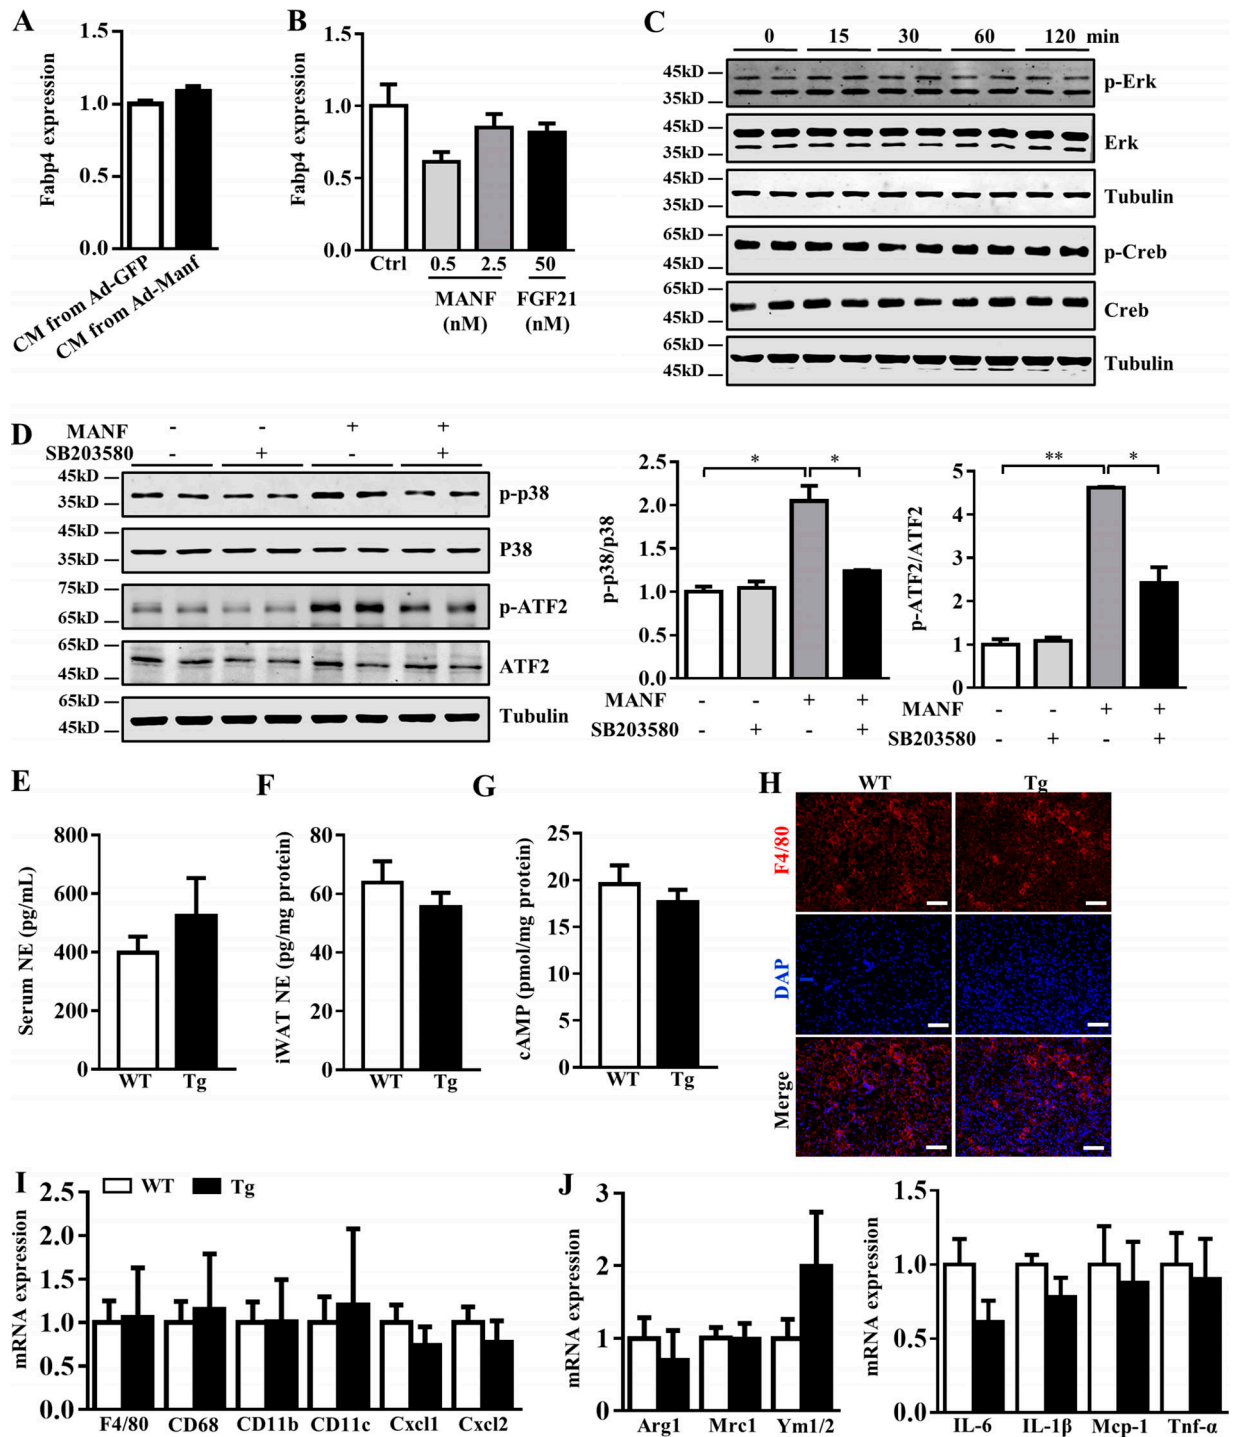 A
Fabp4 expression
1.5
1.0
0.5
0.0
CM from Ad-GFP
CM from Ad-Manf
B
Fabp4 expression
1.5
1.0
0.5
0.0
Ctrl 0.5 2.5 50
MANF FGF21
(nM) (nM)
C
0 15 30 60 120 min
45kD
35kD
p-Erk
45kD
35kD
Erk
45kD
35kD
Tubulin
65kD
45kD
p-Creb
65kD
45kD
Creb
65kD
45kD
Tubulin
D
MANF - - + +
SB203580 - + - +
45kD
35kD
p-p38
45kD
35kD
P38
75kD
65kD
p-ATF2
65kD
45kD
ATF2
65kD
45kD
Tubulin
p-p38/p38
2.5
2.0
1.5
1.0
0.5
0.0
* *
MANF - - + +
SB203580 - + - +
p-ATF2/ATF2
5
4
3
2
1
0
** *
MANF - - + +
SB203580 - + - +
E
Serum NE (pg/mL)
800
600
400
200
0
WT Tg
F
iWAT NE (pg/mg protein)
80
60
40
20
0
WT Tg
G
cAMP (pmol/mg protein)
25
20
15
10
5
0
WT Tg
H
WT Tg
F4/80
DAP
I
Merge
I
WT Tg
mRNA expression
2.5
2.0
1.5
1.0
0.5
0.0
F4/80 CD68 CD11b CD11c Cxcl1 Cxcl2
J
mRNA expression
3
2
1
0
Arg1 Mrc1 Ym1/2
mRNA expression
1.5
1.0
0.5
0.0
IL-6 IL-1β Mcp-1 Tnf-α